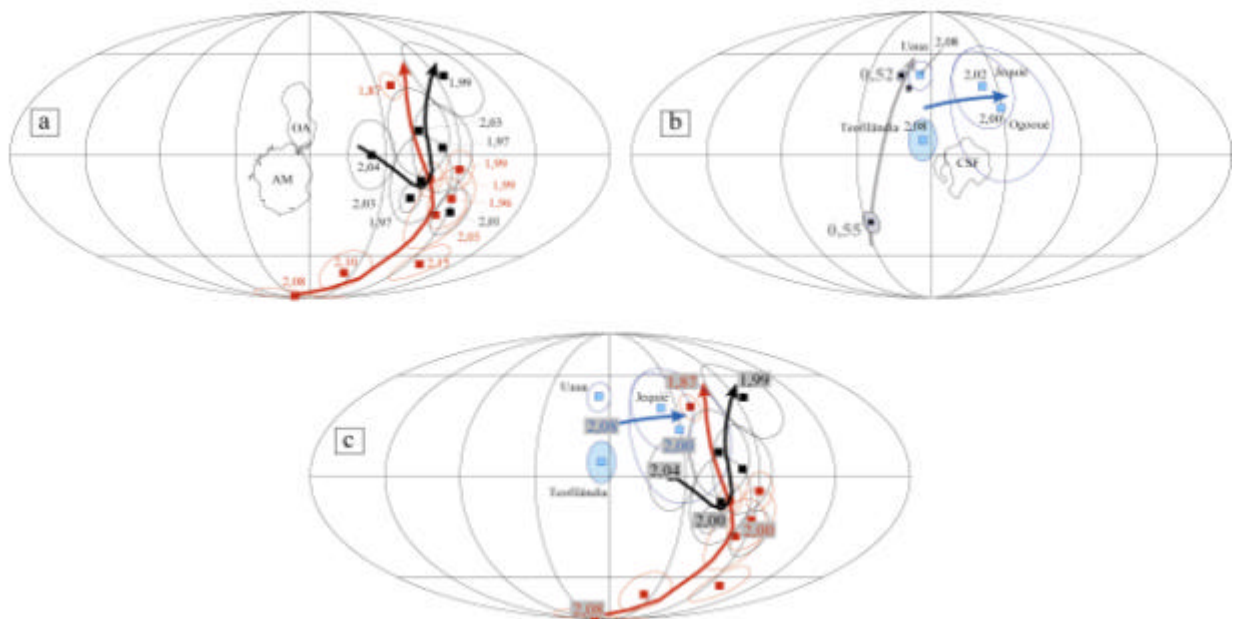 a
OA
AM
1,87
1,99
2,03
1,97
2,04
1,99
1,99
1,96
2,03
1,97
2,01
2,05
2,10
2,15
2,08
b
Uauá 2,08
0,52
2,02 Jequié
2,00
Ogooué
Teofilândia
2,08
CSF
0,55
c
Uauá
Jequié
1,87
1,99
2,08
2,00
2,04
Teofilândia
2,00
2,00
2,08